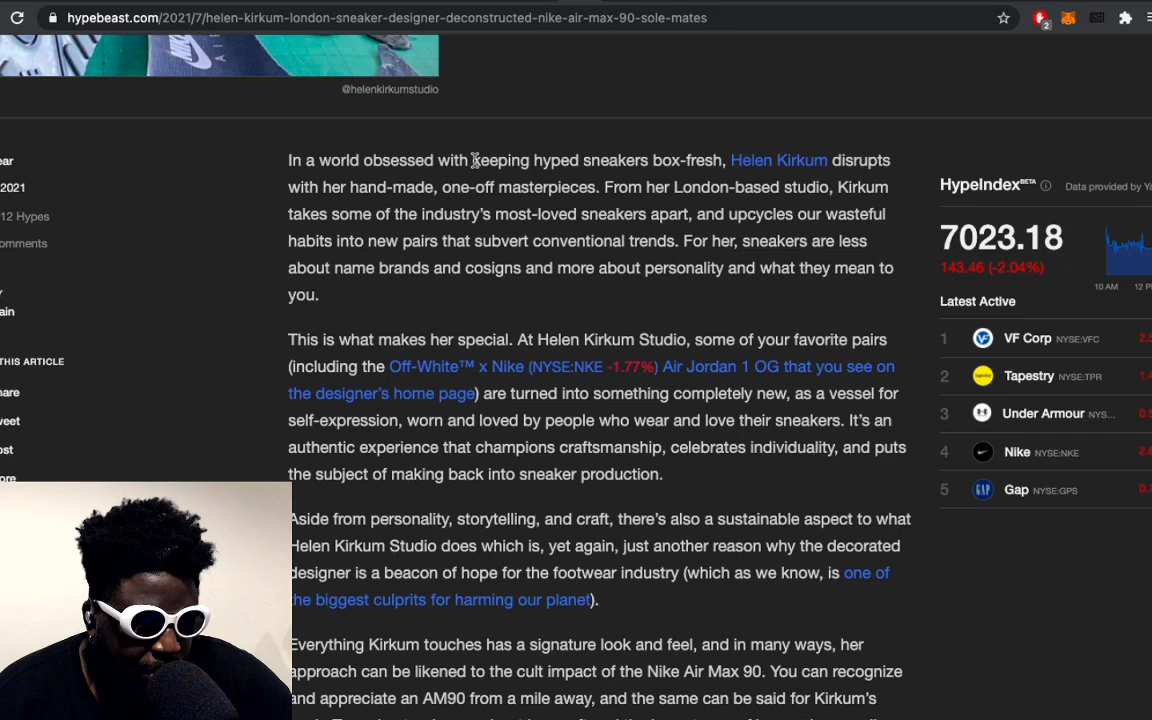 hypebeast.com/2021/7/helen-kirkum-london-sneaker-designer-deconstructed-nike-air-max-90-sole-mates
2
NIKE
@helenkirkumstudio
ear
2021
12 Hypes
omments
ain
THIS ARTICLE
hare
weet
ost
ore
In a world obsessed with keeping hyped sneakers box-fresh, Helen Kirkum disrupts
with her hand-made, one-off masterpieces. From her London-based studio, Kirkum
takes some of the industry's most-loved sneakers apart, and upcycles our wasteful
habits into new pairs that subvert conventional trends. For her, sneakers are less
about name brands and cosigns and more about personality and what they mean to
you.
This is what makes her special. At Helen Kirkum Studio, some of your favorite pairs
(including the Off-White™ x Nike (NYSE:NKE -1.77%) Air Jordan 1 OG that you see on
the designer's home page) are turned into something completely new, as a vessel for
self-expression, worn and loved by people who wear and love their sneakers. It's an
authentic experience that champions craftsmanship, celebrates individuality, and puts
the subject of making back into sneaker production.
Aside from personality, storytelling, and craft, there's also a sustainable aspect to what
Helen Kirkum Studio does which is, yet again, just another reason why the decorated
designer is a beacon of hope for the footwear industry (which as we know, is one of
the biggest culprits for harming our planet).
Everything Kirkum touches has a signature look and feel, and in many ways, her
approach can be likened to the cult impact of the Nike Air Max 90. You can recognize
and appreciate an AM90 from a mile away, and the same can be said for Kirkum's
HypeIndex BETA Data provided by Y
7023.18
143.46 (-2.04%)
10 AM 12 P
Latest Active
1 VF Corp NYSE:VFC 2.
2 Tapestry NYSE:TPR 1.
3 Under Armour NYS... 0.
4 Nike NYSE:NKE 2.
5 GAP Gap NYSE:GPS 0.